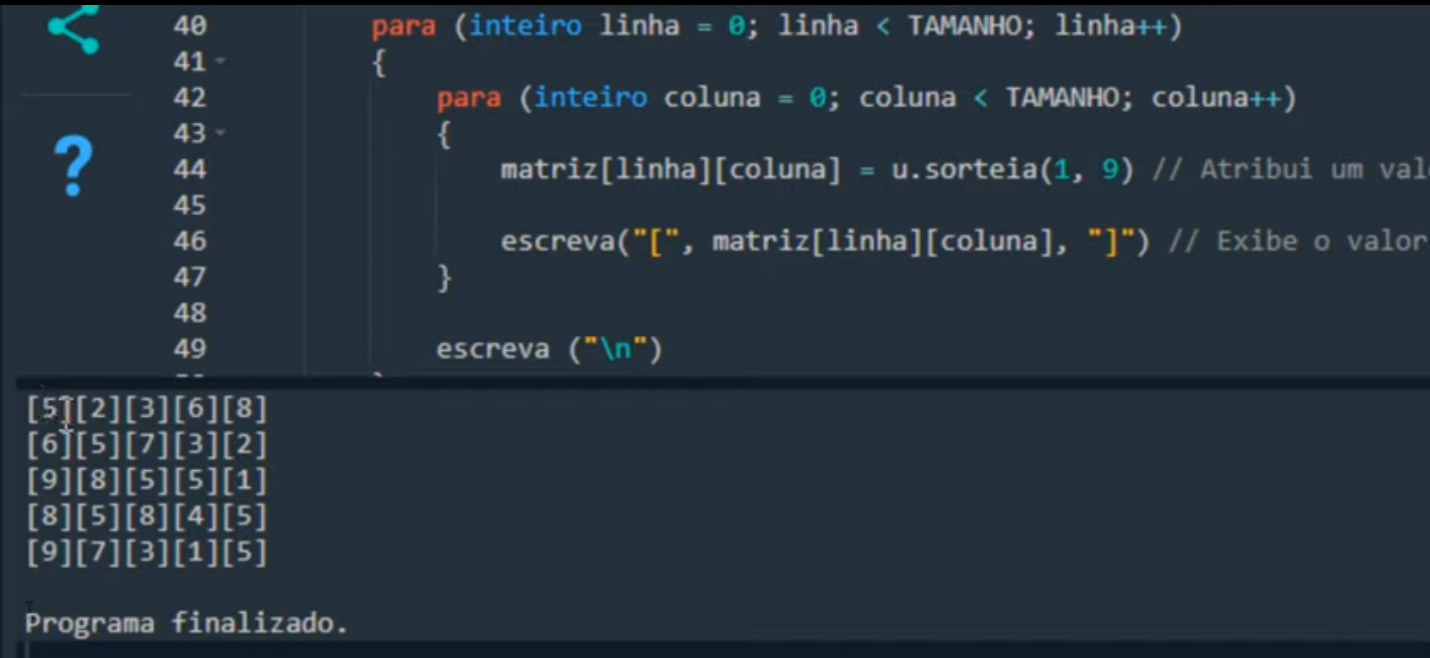 40 para (inteiro linha = 0; linha < TAMANHO; linha++)
41 {
42 para (inteiro coluna = 0; coluna < TAMANHO; coluna++)
43 {
44 matriz[linha][coluna] = u.sorteia(1, 9) // Atribui um
45
46 escreva("[", matriz[linha][coluna], "]") // Exibe o valor
47 }
48
49 escreva ("\n")
[5][2][3][6][8]
[6][5][7][3][2]
[9][8][5][5][1]
[8][5][8][4][5]
[9][7][3][1][5]
Programa finalizado.